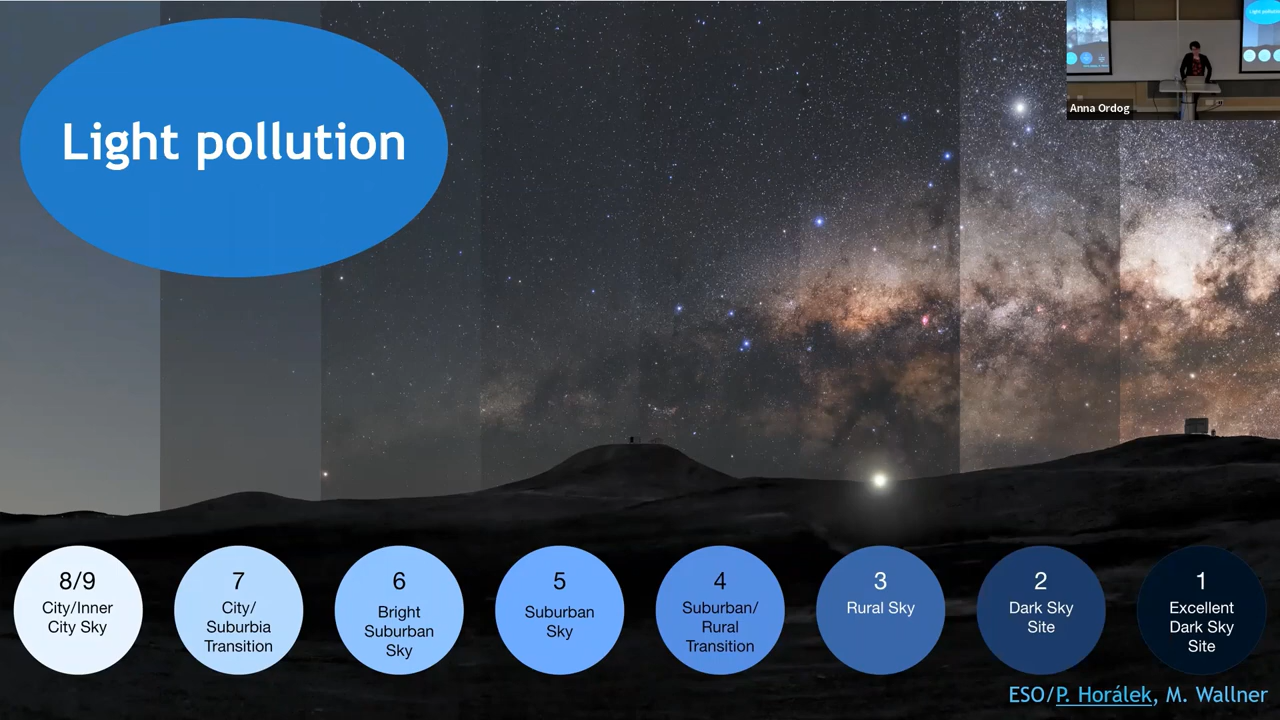 Light pollution
Anna Ordog
8/9
City/Inner
City Sky
7
City/
Suburbia
Transition
6
Bright
Suburban
Sky
5
Suburban
Sky
4
Suburban/
Rural
Transition
3
Rural Sky
2
Dark Sky
Site
1
Excellent
Dark Sky
Site
ESO/P. Horálek, M. Wallner